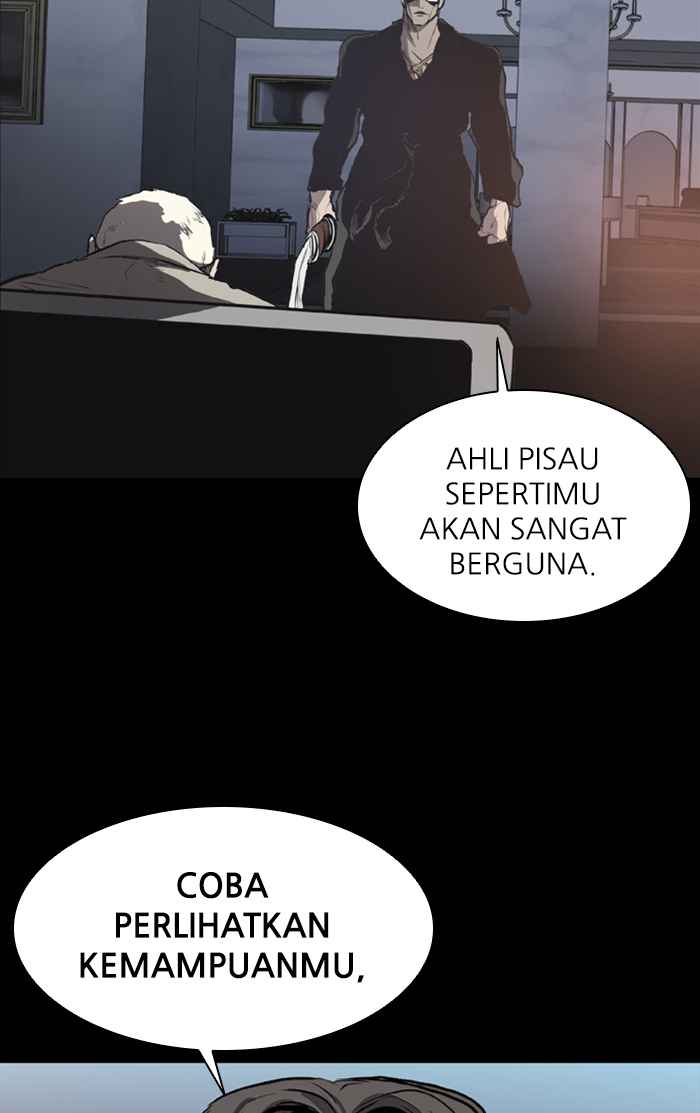 AHLI PISAU
SEPERTIMU
AKAN SANGAT
BERGUNA.
COBA
PERLIHATKAN
KEMAMPUANMU,